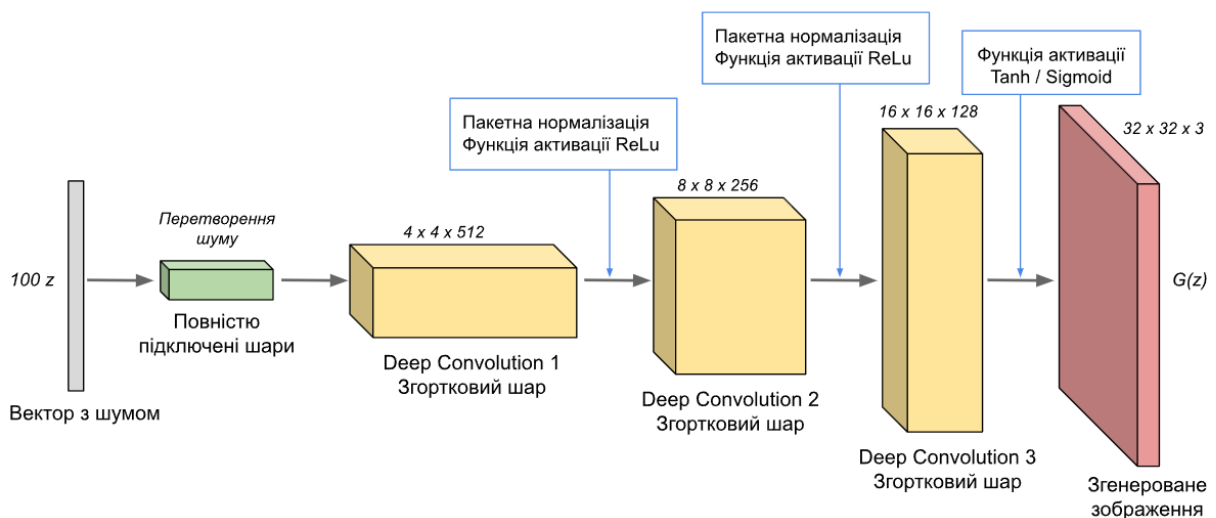 Пакетна нормалізація
Функція активації ReLu
Пакетна нормалізація
Функція активації ReLu
Функція активації
Tanh / Sigmoid
100 z
Вектор з шумом
Перетворення
шуму
Повністю
підключені шари
4 x 4 x 512
Deep Convolution 1
Згортковий шар
8 x 8 x 256
Deep Convolution 2
Згортковий шар
16 x 16 x 128
Deep Convolution 3
Згортковий шар
32 x 32 x 3
G(z)
Згенероване
зображення